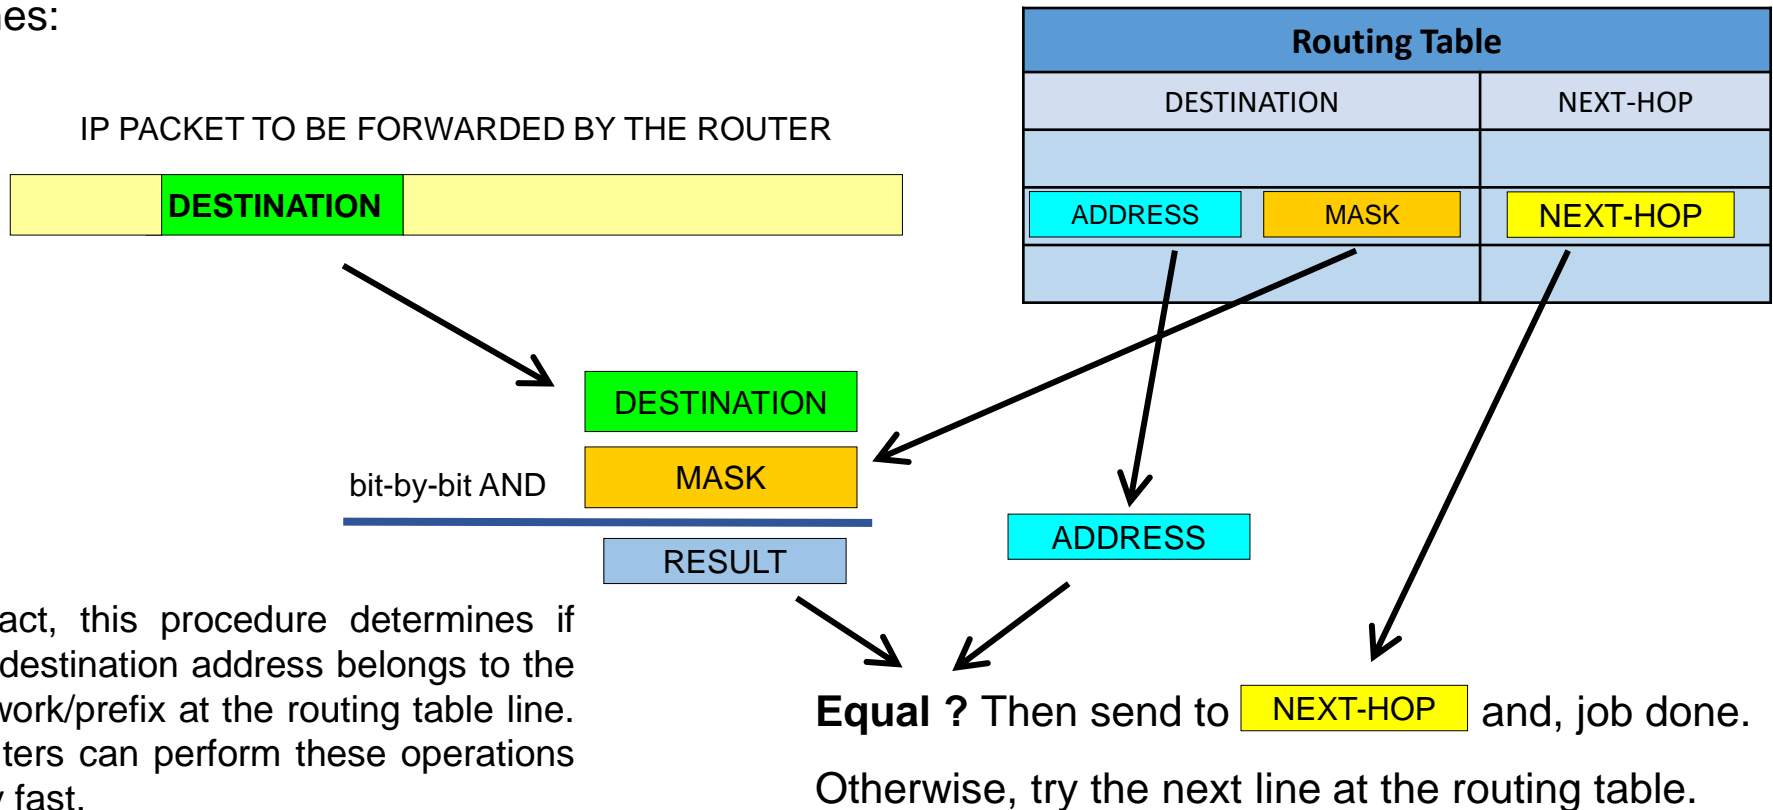 nes:
Routing Table
DESTINATION NEXT-HOP
IP PACKET TO BE FORWARDED BY THE ROUTER
DESTINATION
ADDRESS MASK NEXT-HOP
DESTINATION
bit-by-bit AND MASK
ADDRESS
RESULT
act, this procedure determines if
destination address belongs to the
work/prefix at the routing table line.
ters can perform these operations
y fast.
Equal ? Then send to NEXT-HOP and, job done.
Otherwise, try the next line at the routing table.